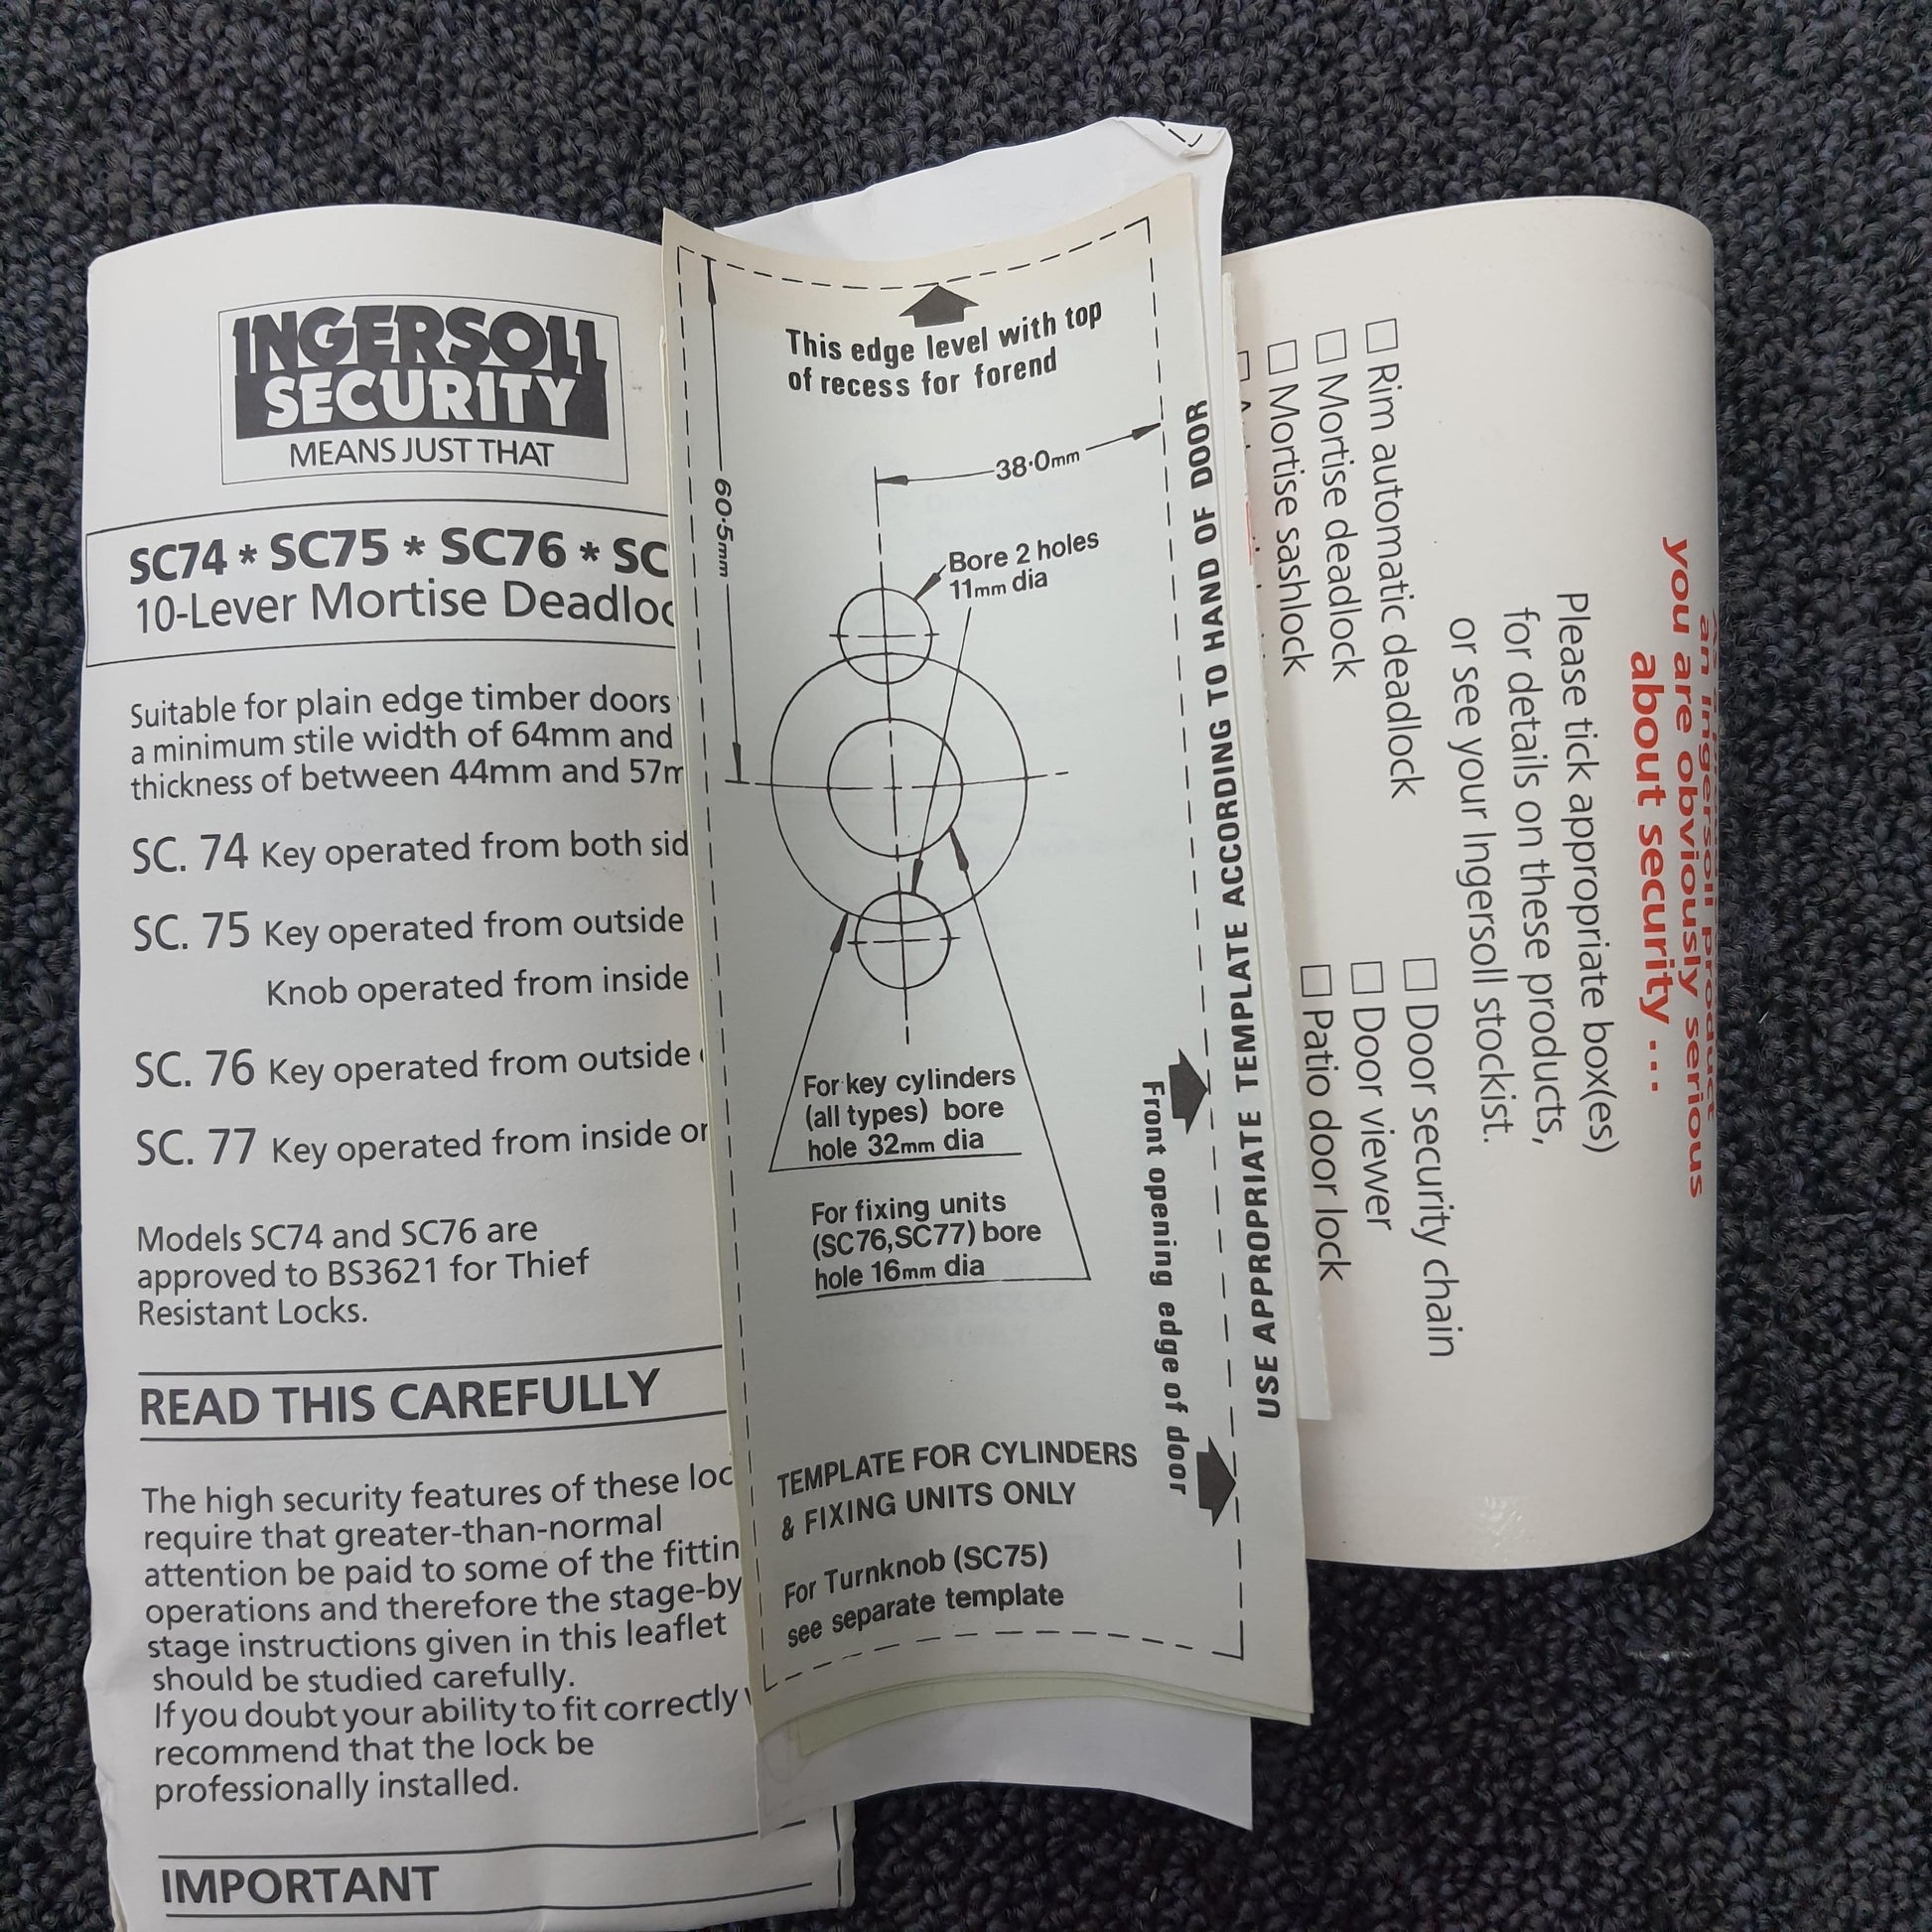 INGERSOLL
SECURITY
MEANS JUST THAT
SC74 * SC75 * SC76 * SC
10-Lever Mortise
Suitable for plain edge timber doors
a minimum stile width of 64mm and
thickness of between 44mm and
SC. 74 Key operated from both
SC. 75 Key operated from outside
Knob operated from inside
SC. 76 Key operated from outside
SC. 77 Key operated from inside or
Models SC74 and SC76 are
approved to BS3621 for Thief
Resistant Locks.
READ THIS CAREFULLY
The high security features of these
require that greater-than-normal
attention be paid to some of the
operations and therefore the stage-by
stage instructions given in this leaflet
should be studied carefully.
If you doubt your ability to fit correctly
recommend that the lock be
professionally installed.
IMPORTANT
This edge level with top
of recess for forend
38·0mm
60·5mm
Bore 2 holes
11mm dia
For key cylinders
(all types) bore
hole 32mm dia
For fixing units
(SC76,SC77) bore
hole 16mm dia
Front opening edge of door
TEMPLATE FOR CYLINDERS
& FIXING UNITS ONLY
For Turnknob (SC75)
see separate template
USE APPROPRIATE TEMPLATE ACCORDING TO HAND OF DOOR
an Ingersoll product
you are obviously serious
about security ...
Please tick appropriate box(es)
for details on these products,
or see your Ingersoll stockist.
Rim automatic deadlock
Mortise deadlock
Mortise sashlock
Door security chain
Door viewer
Patio door lock